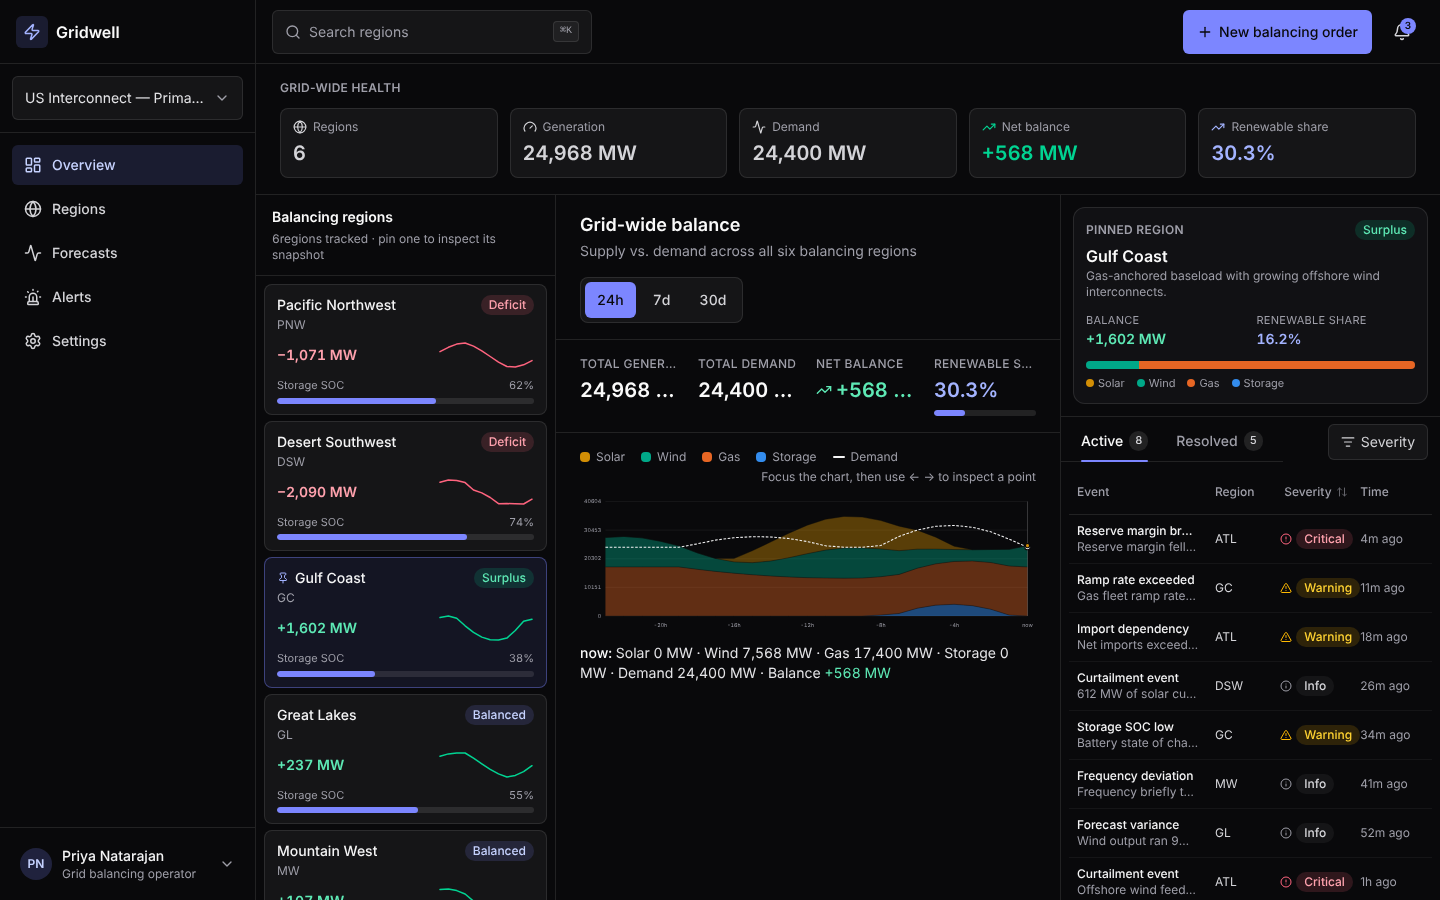 Gridwell
Search regions
⌘K
New balancing order
3
US Interconnect — Prima...
Overview
Regions
Forecasts
Alerts
Settings
PN
Priya Natarajan
Grid balancing operator
GRID-WIDE HEALTH
Regions
6
Generation
24,968 MW
Demand
24,400 MW
Net balance
+568 MW
Renewable share
30.3%
Balancing regions
6regions tracked · pin one to inspect its
snapshot
Pacific Northwest
Deficit
PNW
−1,071 MW
Storage SOC
62%
Desert Southwest
Deficit
DSW
−2,090 MW
Storage SOC
74%
Gulf Coast
Surplus
GC
+1,602 MW
Storage SOC
38%
Great Lakes
Balanced
GL
+237 MW
Storage SOC
55%
Mountain West
Balanced
MW
+107 MW
Grid-wide balance
Supply vs. demand across all six balancing regions
24h
7d
30d
TOTAL GENER...
24,968 ...
TOTAL DEMAND
24,400 ...
NET BALANCE
+568 ...
RENEWABLE S...
30.3%
Solar
Wind
Gas
Storage
Demand
Focus the chart, then use ← → to inspect a point
40604
30453
20302
10151
0
-20h
-16h
-12h
-8h
-4h
now
now: Solar 0 MW · Wind 7,568 MW · Gas 17,400 MW · Storage 0
MW · Demand 24,400 MW · Balance +568 MW
PINNED REGION
Surplus
Gulf Coast
Gas-anchored baseload with growing offshore wind
interconnects.
BALANCE
+1,602 MW
RENEWABLE SHARE
16.2%
Solar
Wind
Gas
Storage
Active
8
Resolved
5
Severity
Event
Region
Severity
Time
Reserve margin br...
Reserve margin fell...
ATL
Critical
4m ago
Ramp rate exceeded
Gas fleet ramp rate...
GC
Warning
11m ago
Import dependency
Net imports exceed...
ATL
Warning
18m ago
Curtailment event
612 MW of solar cu...
DSW
Info
26m ago
Storage SOC low
Battery state of cha...
GC
Warning
34m ago
Frequency deviation
Frequency briefly t...
MW
Info
41m ago
Forecast variance
Wind output ran 9...
GL
Info
52m ago
Curtailment event
Offshore wind feed...
ATL
Critical
1h ago